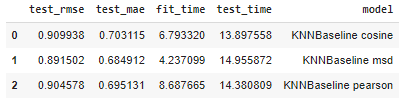 test_rmse test_mae fit_time test_time model
0 0.909938 0.703115 6.793320 13.897558 KNNBaseline cosine
1 0.891502 0.684912 4.237099 14.955872 KNNBaseline msd
2 0.904578 0.695131 8.687665 14.380809 KNNBaseline pearson